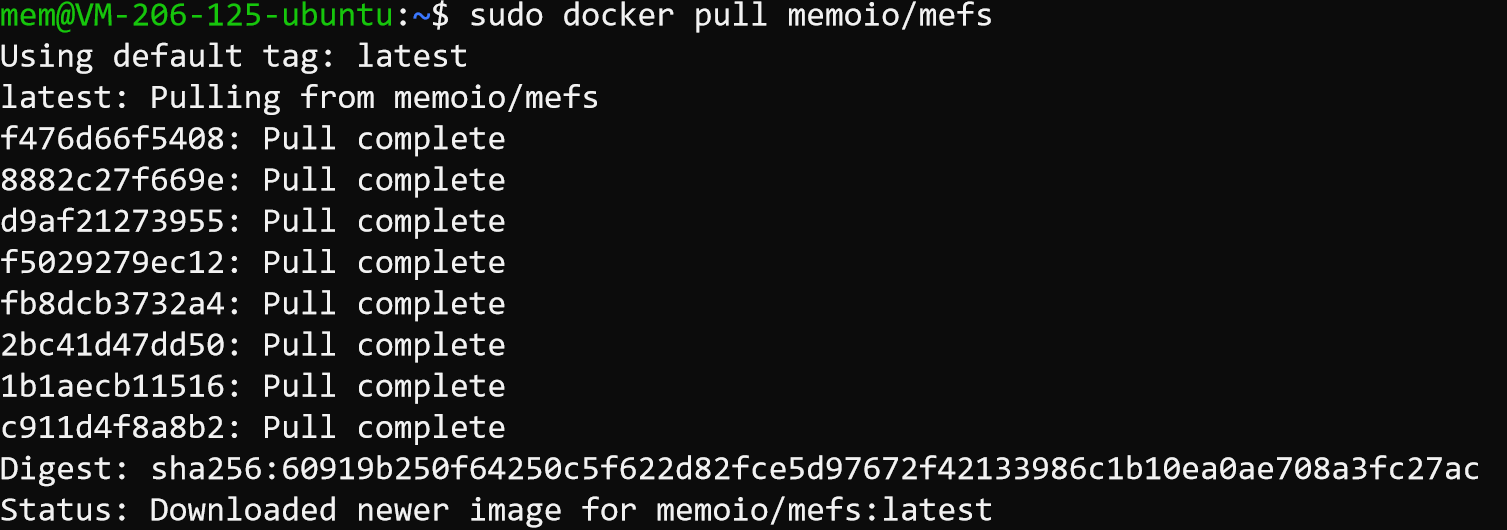 mem@VM-206-125-ubuntu:~$ sudo docker pull memoio/mefs
Using default tag: latest
latest: Pulling from memoio/mefs
f476d66f5408: Pull complete
8882c27f669e: Pull complete
d9af21273955: Pull complete
f5029279ec12: Pull complete
fb8dcb3732a4: Pull complete
2bc41d47dd50: Pull complete
1b1aecb11516: Pull complete
c911d4f8a8b2: Pull complete
Digest: sha256:60919b250f64250c5f622d82fce5d97672f42133986c1b10ea0ae708a3fc27ac
Status: Downloaded newer image for memoio/mefs:latest